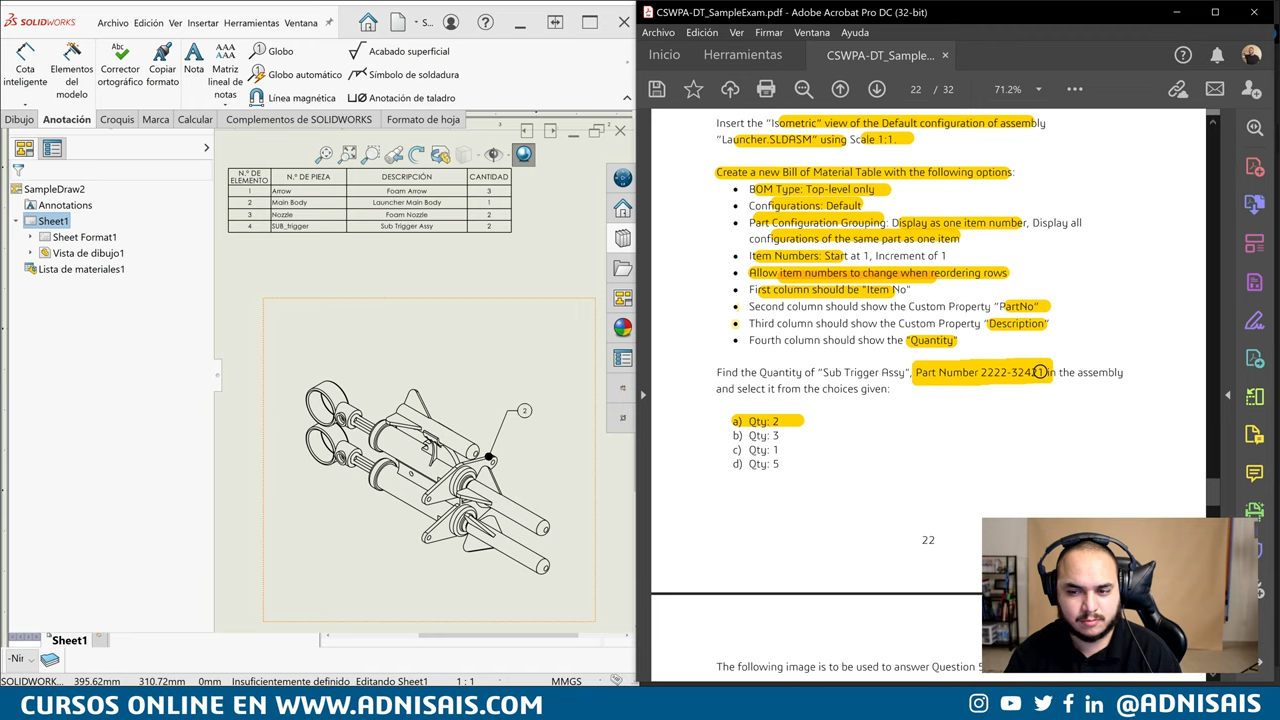 SOLIDWORKS
Archivo Edición Ver Insertar Herramientas Ventana
S...
Cota inteligente
Elementos del modelo
Corrector ortográfico
Copiar formato
Nota
Matriz lineal de notas
Globo
Globo automático
Línea magnética
Acabado superficial
Símbolo de soldadura
Anotación de taladro
Dibujo Anotación Croquis Marca Calcular Complementos de SOLIDWORKS Formato de hoja
SampleDraw2
Annotations
Sheet1
Sheet Format1
Vista de dibujo1
Lista de materiales1
N.º DE ELEMENTO N.º DE PIEZA DESCRIPCIÓN CANTIDAD
1 Arrow Foam Arrow 3
2 Main Body Launcher Main Body 1
3 Nozzle Foam Nozzle 2
4 SUB_trigger Sub Trigger Assy 2
2
Sheet1
-Nir
SOLIDWORKS... 395.62mm 310.72mm 0mm Insuficientemente definido Editando Sheet1 1 : 1 MMGS
CSWPA-DT_SampleExam.pdf - Adobe Acrobat Pro DC (32-bit)
Archivo Edición Ver Firmar Ventana Ayuda
Inicio Herramientas CSWPA-DT_Sample...
22 / 32 71.2%
Insert the “Isometric” view of the Default configuration of assembly
“Launcher.SLDASM” using Scale 1:1.
Create a new Bill of Material Table with the following options:
• BOM Type: Top-level only
• Configurations: Default
• Part Configuration Grouping: Display as one item number, Display all
configurations of the same part as one item
• Item Numbers: Start at 1, Increment of 1
• Allow item numbers to change when reordering rows
• First column should be “Item No”
• Second column should show the Custom Property “PartNo”
• Third column should show the Custom Property “Description”
• Fourth column should show the “Quantity”
Find the Quantity of “Sub Trigger Assy”, Part Number 2222-32421 in the assembly
and select it from the choices given:
a) Qty: 2
b) Qty: 3
c) Qty: 1
d) Qty: 5
22
The following image is to be used to answer Question
CURSOS ONLINE EN WWW.ADNISAIS.COM
@ADNISAIS